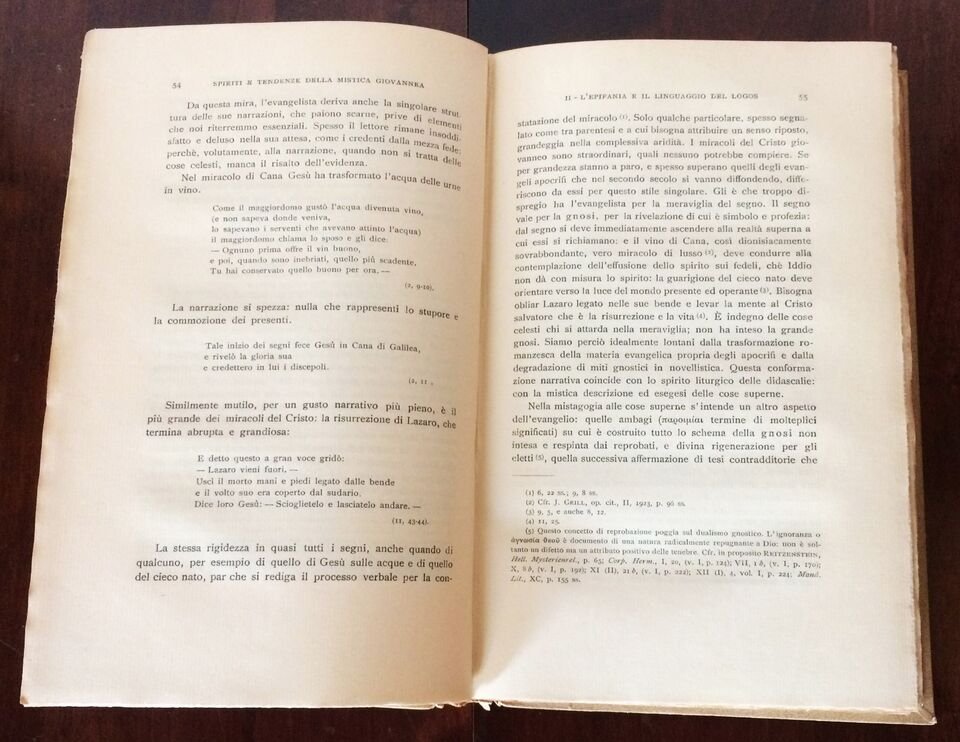 54 SPIRITI E TENDENZE DELLA MISTICA GIOVANNEA
Da questa mira, l'evangelista deriva anche la singolare strut-
tura delle sue narrazioni, che paiono scarne, prive di elementi
che noi riterremmo essenziali. Spesso il lettore rimane insoddi-
sfatto e deluso nella sua attesa, come i credenti dalla mezza fede:
perchè, volutamente, alla narrazione, quando non si tratta delle
cose celesti, manca il risalto dell'evidenza.
Nel miracolo di Cana Gesù ha trasformato l'acqua delle urne
in vino.
Come il maggiordomo gustò l'acqua divenuta vino,
(e non sapeva donde veniva,
lo sapevano i serventi che avevano attinto l'acqua)
il maggiordomo chiama lo sposo e gli dice:
— Ognuno prima offre il vin buono,
e poi, quando sono inebriati, quello più scadente.
Tu hai conservato quello buono per ora. —
(2, 9-10).
La narrazione si spezza: nulla che rappresenti lo stupore e
la commozione dei presenti.
Tale inizio dei segni fece Gesù in Cana di Galilea,
e rivelò la gloria sua
e credettero in lui i discepoli.
(2, 11 .
Similmente mutilo, per un gusto narrativo più pieno, è il
più grande dei miracoli del Cristo: la risurrezione di Lazaro, che
termina abrupta e grandiosa:
E detto questo a gran voce gridò:
— Lazaro vieni fuori. —
Uscì il morto mani e piedi legato dalle bende
e il volto suo era coperto dal sudario.
Dice loro Gesù: — Scioglietelo e lasciatelo andare. —
(11, 43-44).
La stessa rigidezza in quasi tutti i segni, anche quando di
qualcuno, per esempio di quello di Gesù sulle acque e di quello
del cieco nato, par che si rediga il processo verbale per la con-
II - L'EPIFANIA E IL LINGUAGGIO DEL LOGOS 55
statazione del miracolo (1). Solo qualche particolare, spesso segna-
lato come tra parentesi e a cui bisogna attribuire un senso riposto,
grandeggia nella complessiva aridità. I miracoli del Cristo gio-
vanneo sono straordinari, quali nessuno potrebbe compiere. Se
per grandezza stanno a paro, e spesso superano quelli degli evan-
geli apocrifi che nel secondo secolo si vanno diffondendo, diffe-
riscono da essi per questo stile singolare. Gli è che troppo di-
spregio ha l'evangelista per la meraviglia del segno. Il segno
vale per la gnosi, per la rivelazione di cui è simbolo e profezia:
dal segno si deve immediatamente ascendere alla realtà superna a
cui essi si richiamano: e il vino di Cana, così dionisiacamente
sovrabbondante, vero miracolo di lusso (2), deve condurre alla
contemplazione dell'effusione dello spirito sui fedeli, chè Iddio
non dà con misura lo spirito: la guarigione del cieco nato deve
orientare verso la luce del mondo presente ed operante (3). Bisogna
obliar Lazaro legato nelle sue bende e levar la mente al Cristo
salvatore che è la risurrezione e la vita (4). È indegno delle cose
celesti chi si attarda nella meraviglia; non ha inteso la grande
gnosi. Siamo perciò idealmente lontani dalla trasformazione ro-
manzesca della materia evangelica propria degli apocrifi e dalla
degradazione di miti gnostici in novellistica. Questa conforma-
zione narrativa coincide con lo spirito liturgico delle didascalie:
con la mistica descrizione ed esegesi delle cose superne.
Nella mistagogia alle cose superne s'intende un altro aspetto
dell'evangelio: quelle ambagi (παροιμίαι termine di molteplici
significati) su cui è costruito tutto lo schema della gnosi non
intesa e respinta dai reprobati, e divina rigenerazione per gli
eletti (5), quella successiva affermazione di tesi contradditorie che
(1) 6, 22 ss.; 9, 8 ss.
(2) Cfr. J. GRILL, op. cit., II, 1923, p. 96 ss.
(3) 9, 5, e anche 8, 12.
(4) 11, 25.
(5) Questo concetto di reprobazione poggia sul dualismo gnostico. L'ignoranza o
ἀγνωσία θεοῦ è documento di una natura radicalmente repugnante a Dio: non è sol-
tanto un difetto ma un attributo positivo delle tenebre. Cfr. in proposito REITZENSTEIN,
Hell. Mysterienrel., p. 65; Corp. Herm., I, 20, (v. I, p. 124); VII, 1 b, (v. I, p. 170);
X, 8 b, (v. I, p. 192); XI (II), 21 b, (v. I, p. 222); XII (I), 4, vol. I, p. 224; Mand.
Lit., XC, p. 155 ss.